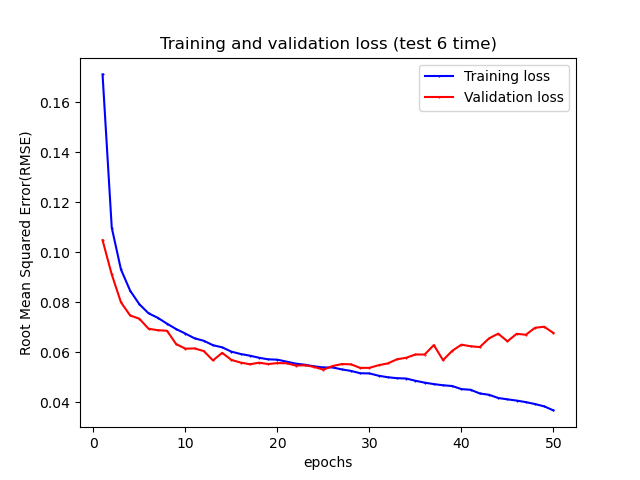 Training and validation loss (test 6 time)
Training loss
Validation loss
Root Mean Squared Error(RMSE)
0.16
0.14
0.12
0.10
0.08
0.06
0.04
0 10 20 30 40 50
epochs